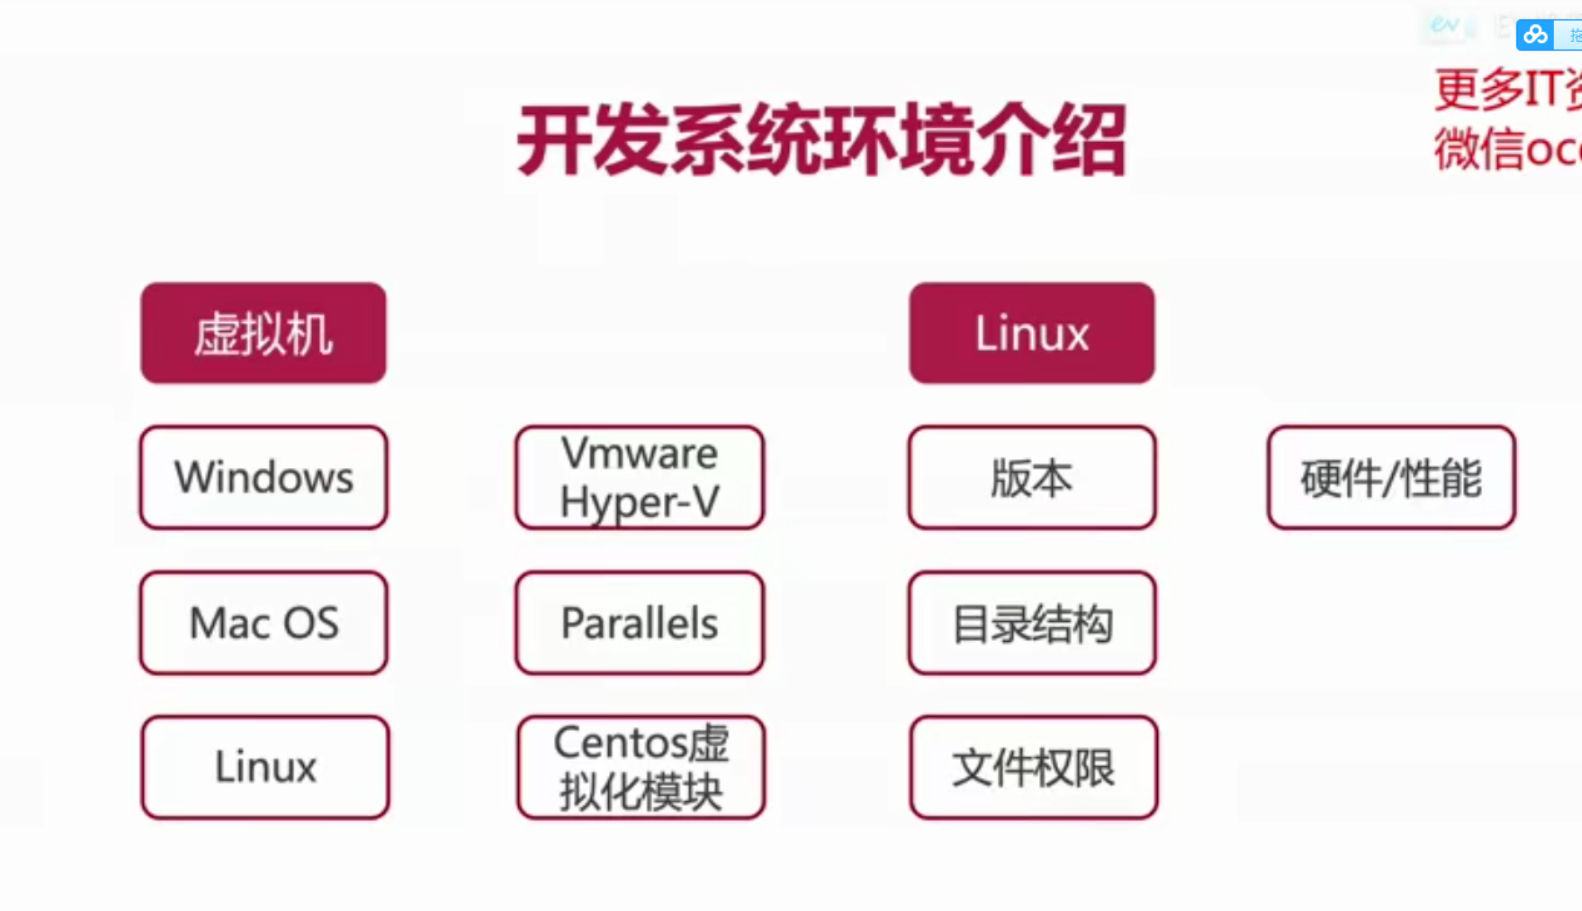 开发系统环境介绍
更多IT
微信oc
虚拟机
Linux
Windows
Vmware
Hyper-V
版本
硬件/性能
Mac OS
Parallels
目录结构
Linux
Centos虚
拟化模块
文件权限